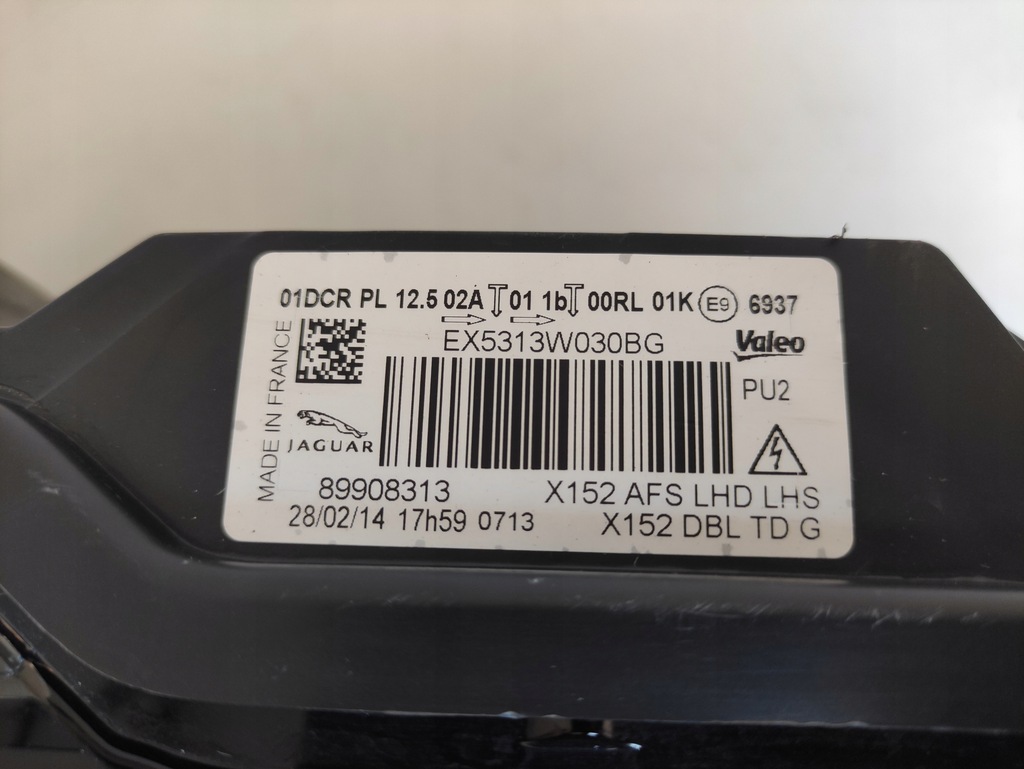 01DCR PL 12.5 02A T 01 1b T 00RL 01K E9 6937
EX5313W030BG
Valeo
MADE IN FRANCE
PU2
JAGUAR
89908313
X152 AFS LHD LHS
28/02/14 17h59 0713
X152 DBL TD G